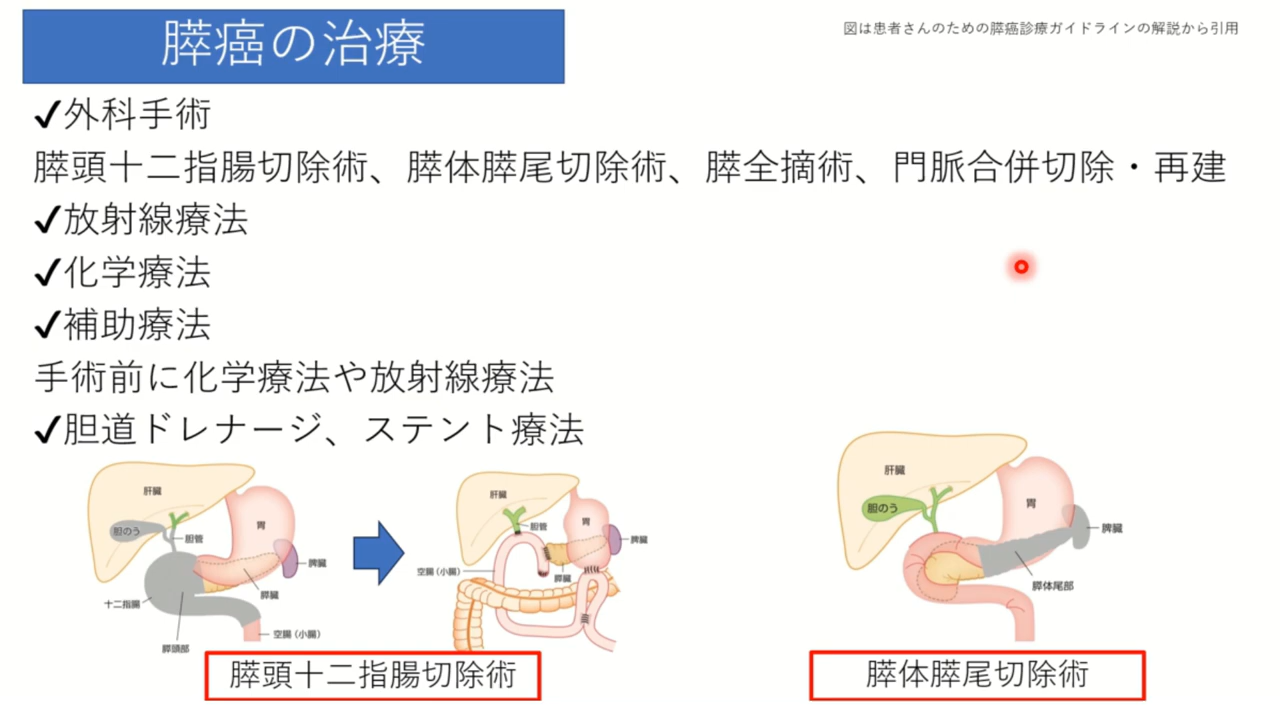 膵癌の治療
図は患者さんのための膵癌診療ガイドラインの解説から引用
✓外科手術
膵頭十二指腸切除術、膵体膵尾切除術、膵全摘術、門脈合併切除・再建
✓放射線療法
✓化学療法
✓補助療法
手術前に化学療法や放射線療法
✓胆道ドレナージ、ステント療法
肝臓
胆のう
胃
胆管
脾臓
膵臓
十二指腸
空腸（小腸）
膵頭部
肝臓
胃
胆管
脾臓
空腸（小腸）
膵臓
肝臓
胆のう
胃
脾臓
膵体尾部
膵頭十二指腸切除術
膵体膵尾切除術